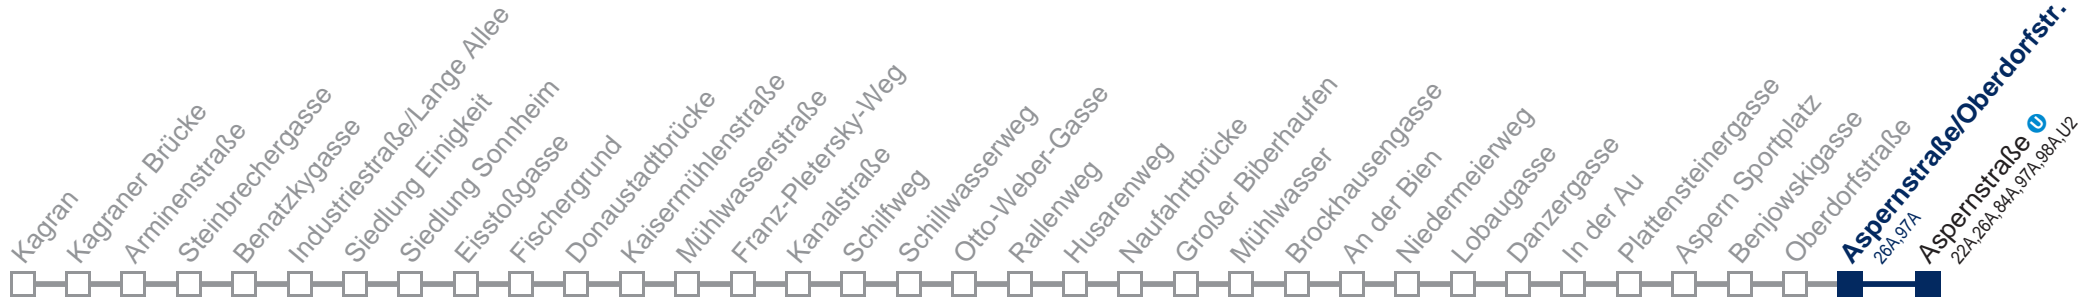 Kagran
Kagraner Brücke
Arminenstraße
Steinbrechergasse
Benatzkygasse
Industriestraße/Lange Allee
Siedlung Einigkeit
Siedlung Sonnheim
Eisstoßgasse
Fischergrund
Donaustadtbrücke
Kaisermühlenstraße
Mühlwasserstraße
Franz-Pletersky-Weg
Kanalstraße
Schilfweg
Schillwasserweg
Otto-Weber-Gasse
Rallenweg
Husarenweg
Naufahrtbrücke
Großer Biberhaufen
Mühlwasser
Brockhausengasse
An der Bien
Niedermeierweg
Lobaugasse
Danzergasse
In der Au
Plattensteinergasse
Aspern Sportplatz
Benjowskigasse
Oberdorfstraße
Aspernstraße/Oberdorfstr.
26A,97A
Aspernstraße U
22A,26A,84A,97A,98A,U2